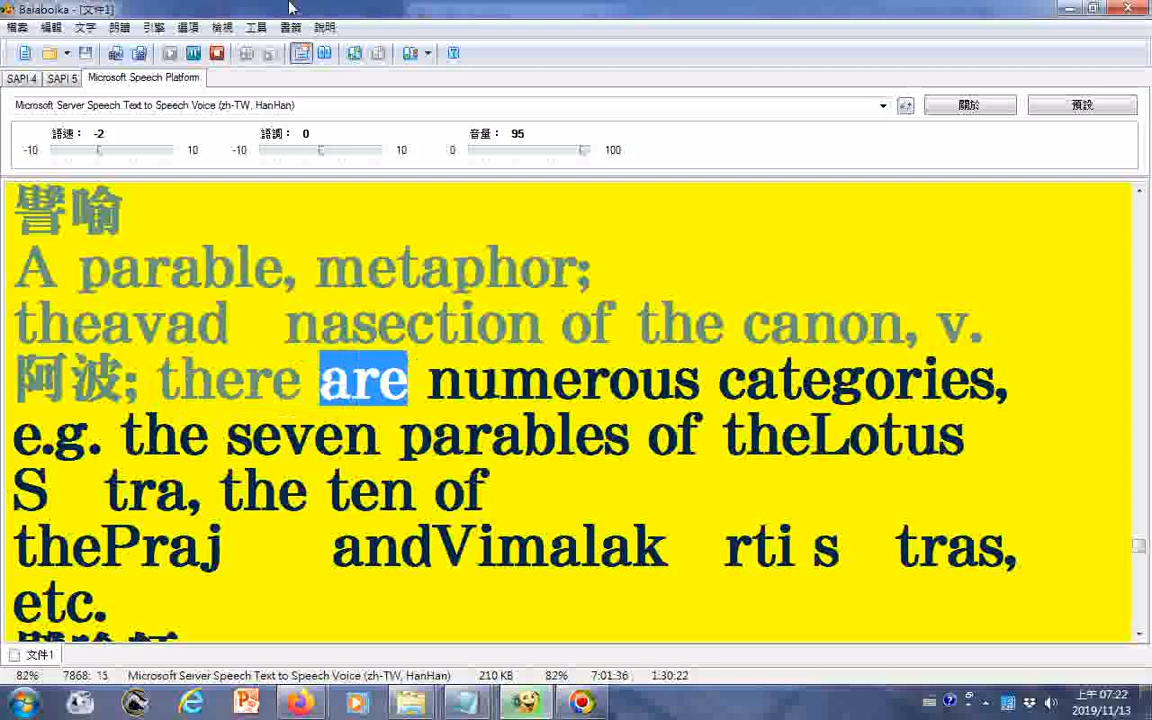 Balabolka - [文件1]
檔案 編輯 文字 朗讀 引擎 選項 檢視 工具 書籤 說明
SAPI 4 SAPI 5 Microsoft Speech Platform
Microsoft Server Speech Text to Speech Voice (zh-TW, HanHan) 關於 預設
語速： -2 語調： 0 音量： 95
-10 10 -10 10 0 100
譬喻
A parable, metaphor;
theavad nasection of the canon, v.
阿波; there are numerous categories,
e.g. the seven parables of theLotus
S tra, the ten of
thePraj andVimalak rti s tras,
etc.
文件1
82% 7868: 15 Microsoft Server Speech Text to Speech Voice (zh-TW, HanHan) 210 KB 82% 7:01:36 1:30:22
上午 07:22
2019/11/13